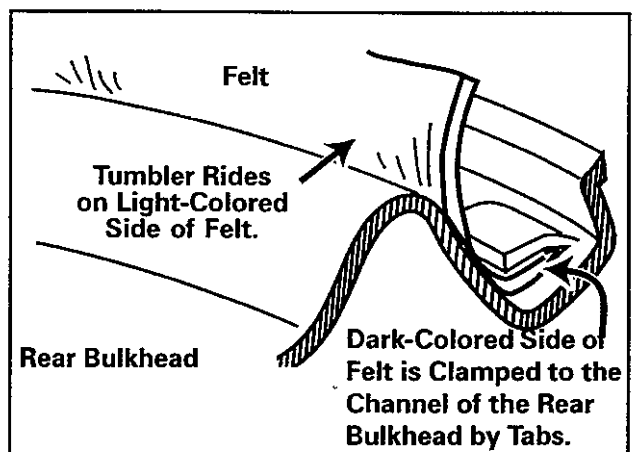 Felt
Tumbler Rides
on Light-Colored
Side of Felt.
Rear Bulkhead
Dark-Colored Side of
Felt is Clamped to the
Channel of the Rear
Bulkhead by Tabs.